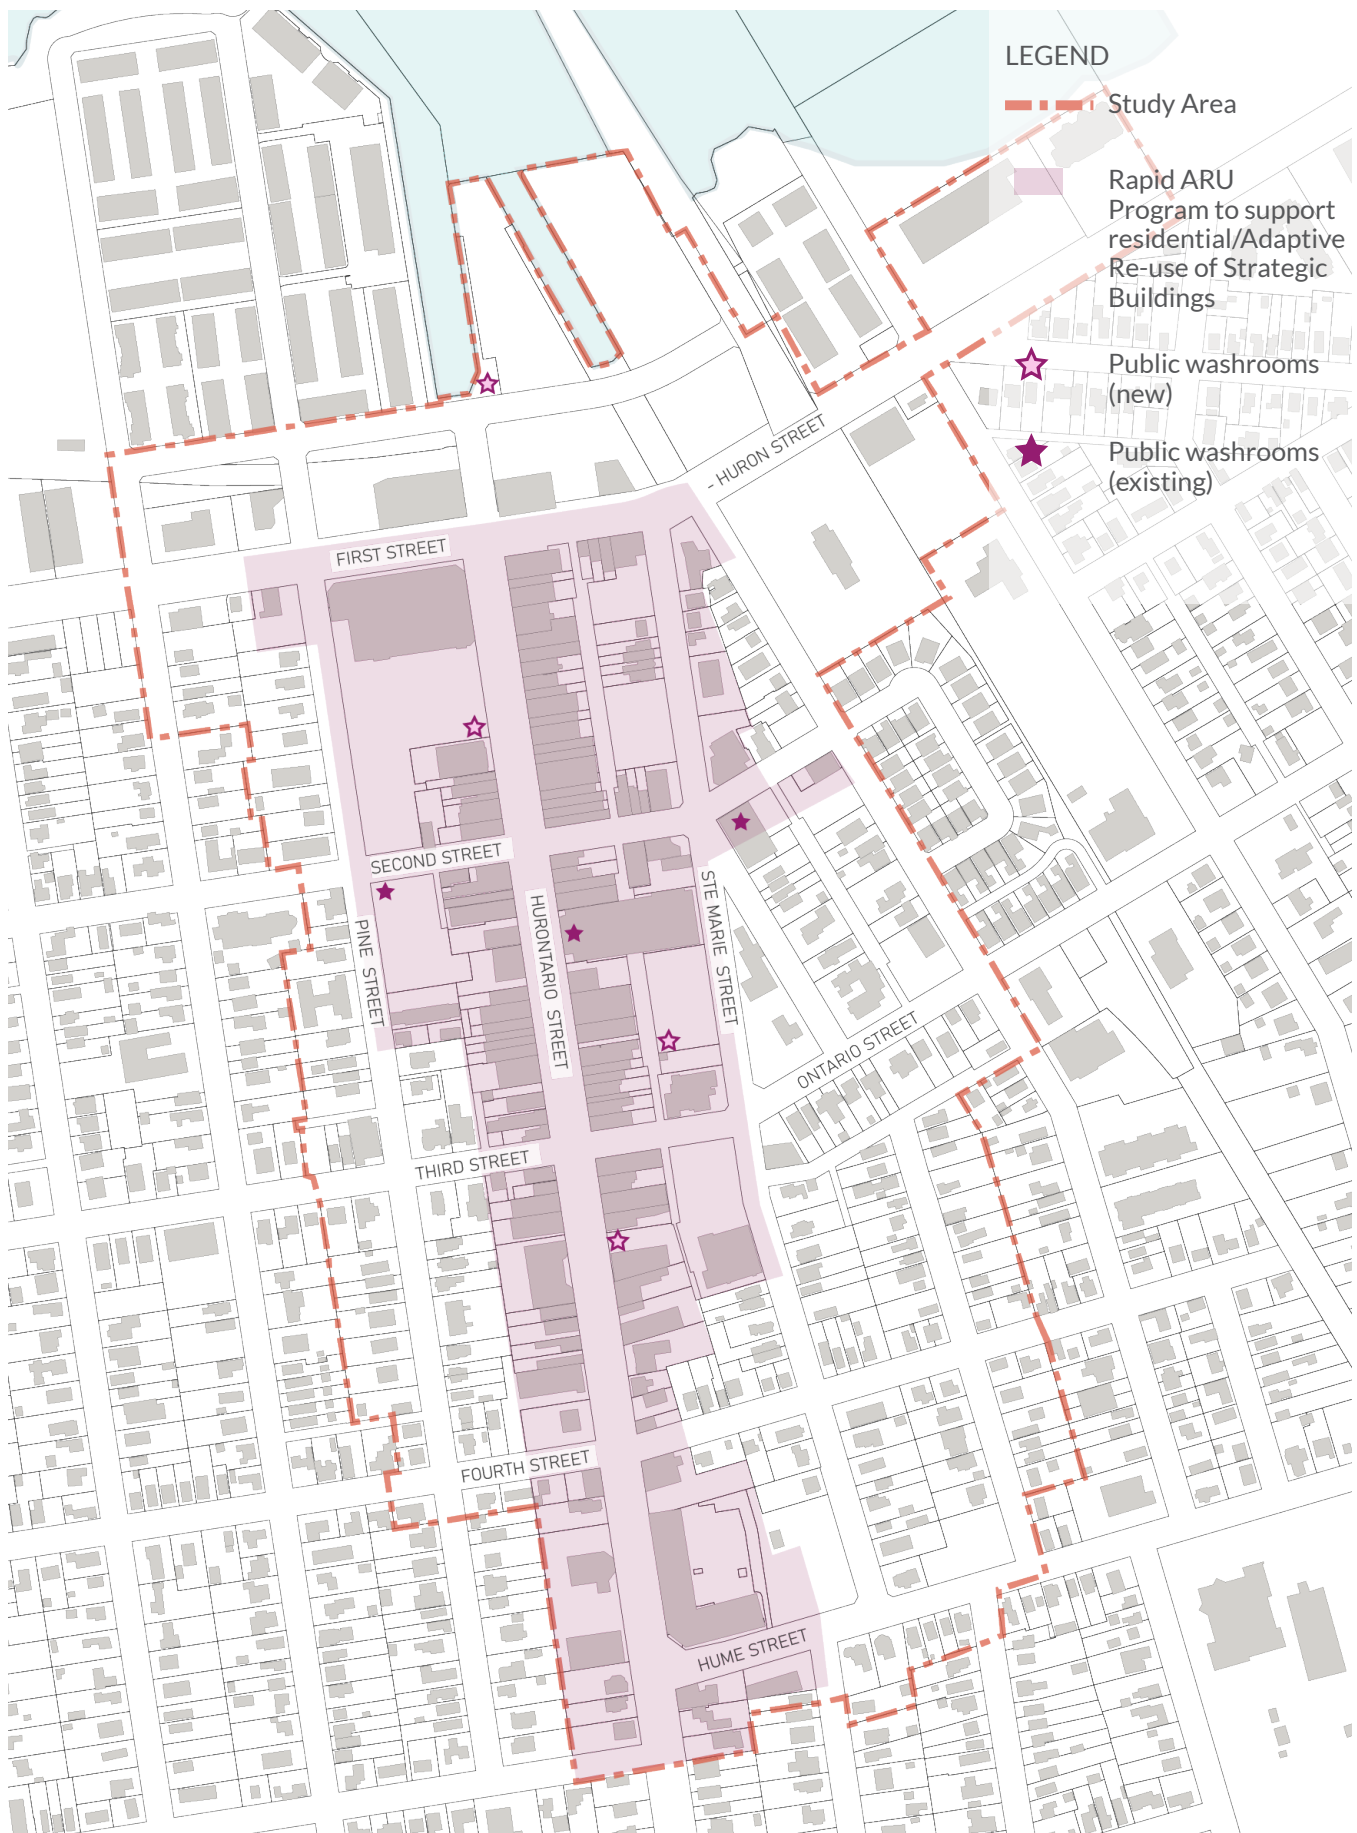 LEGEND
Study Area
Rapid ARU
Program to support
residential/Adaptive
Re-use of Strategic
Buildings
Public washrooms
(new)
Public washrooms
(existing)
- HURON STREET
FIRST STREET
SECOND STREET
PINE STREET
HURONTARIO STREET
STE MARIE STREET
ONTARIO STREET
THIRD STREET
FOURTH STREET
HUME STREET